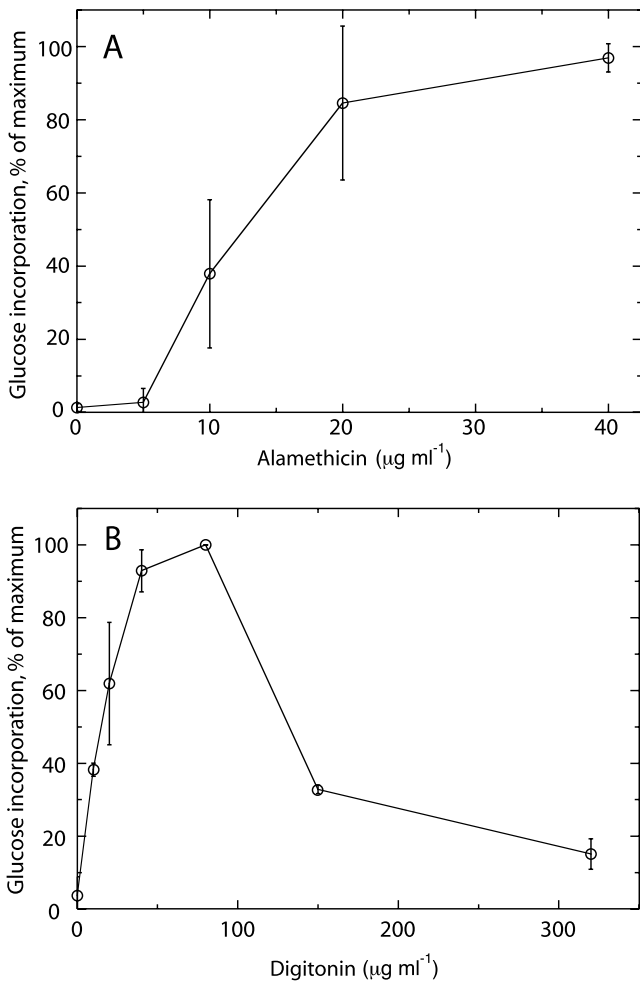 A
Glucose incorporation, % of maximum
100
80
60
40
20
0
0 10 20 30 40
Alamethicin (μg ml⁻¹)
B
Glucose incorporation, % of maximum
100
80
60
40
20
0
0 100 200 300
Digitonin (μg ml⁻¹)